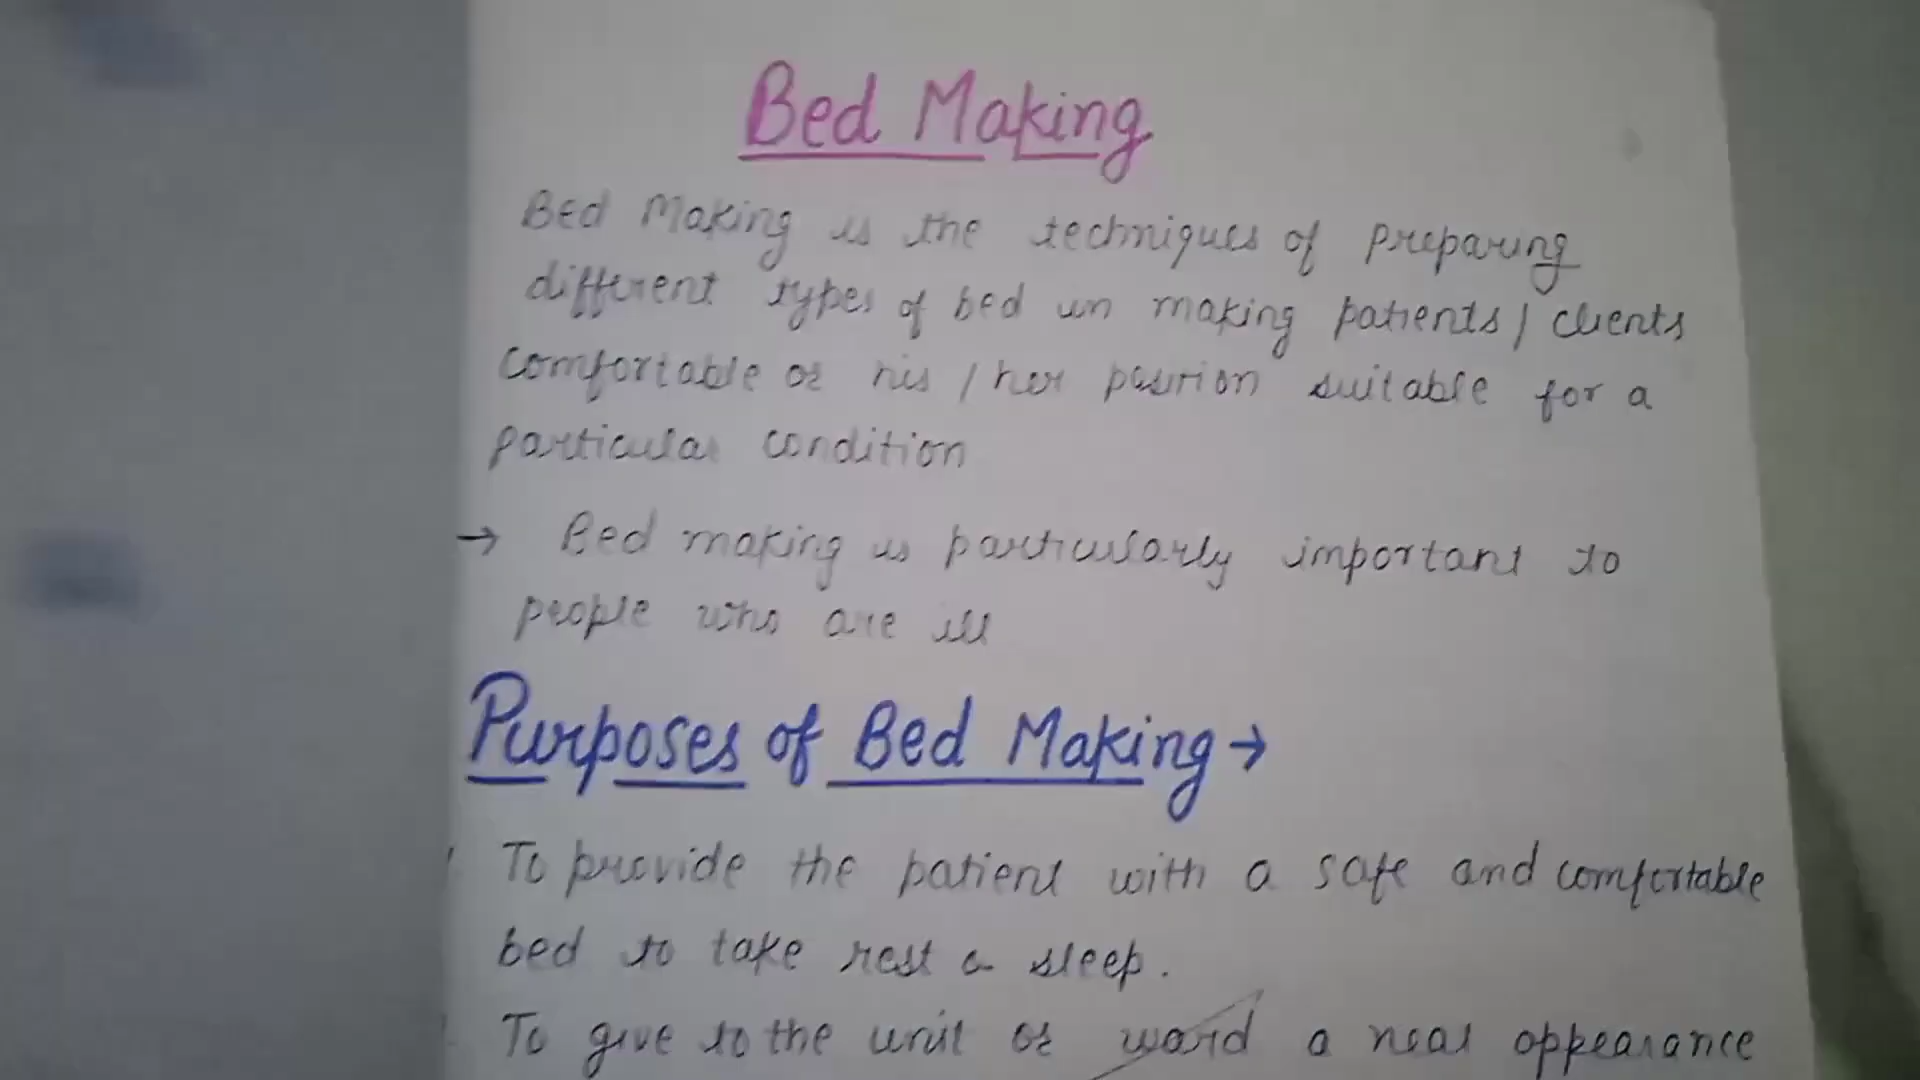 Bed Making
Bed Making is the techniques of preparing
different types of bed in making patients / clients
comfortable or his / her position suitable for a
particular condition
→ Bed making is particularly important to
people who are ill
Purposes of Bed Making →
To provide the patient with a safe and comfortable
bed to take rest & sleep.
To give to the unit or ward a neat appearance